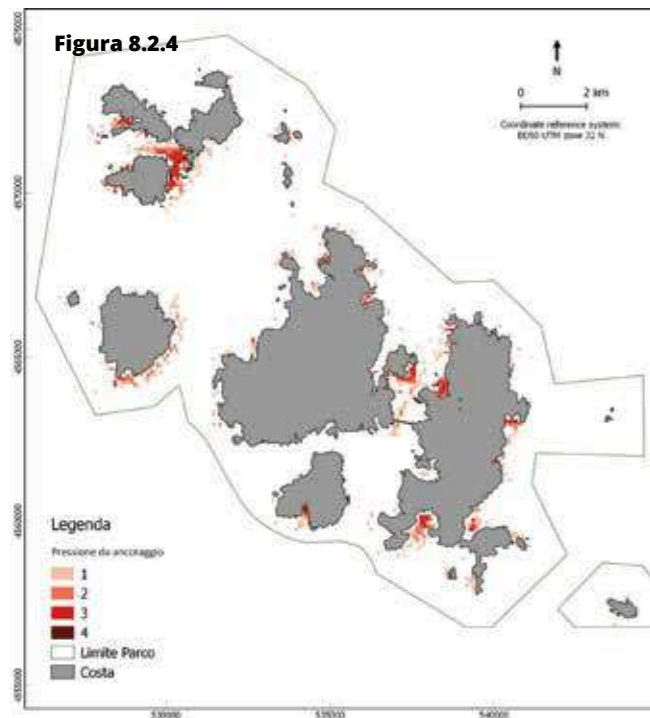 Figura 8.2.4
N
0 2 km
Coordinate reference system:
ED50 UTM zone 32 N
4575000
4570000
4565000
4560000
4555000
Legenda
Pressione da ancoraggio
1
2
3
4
Limite Parco
Costa
530000 535000 540000